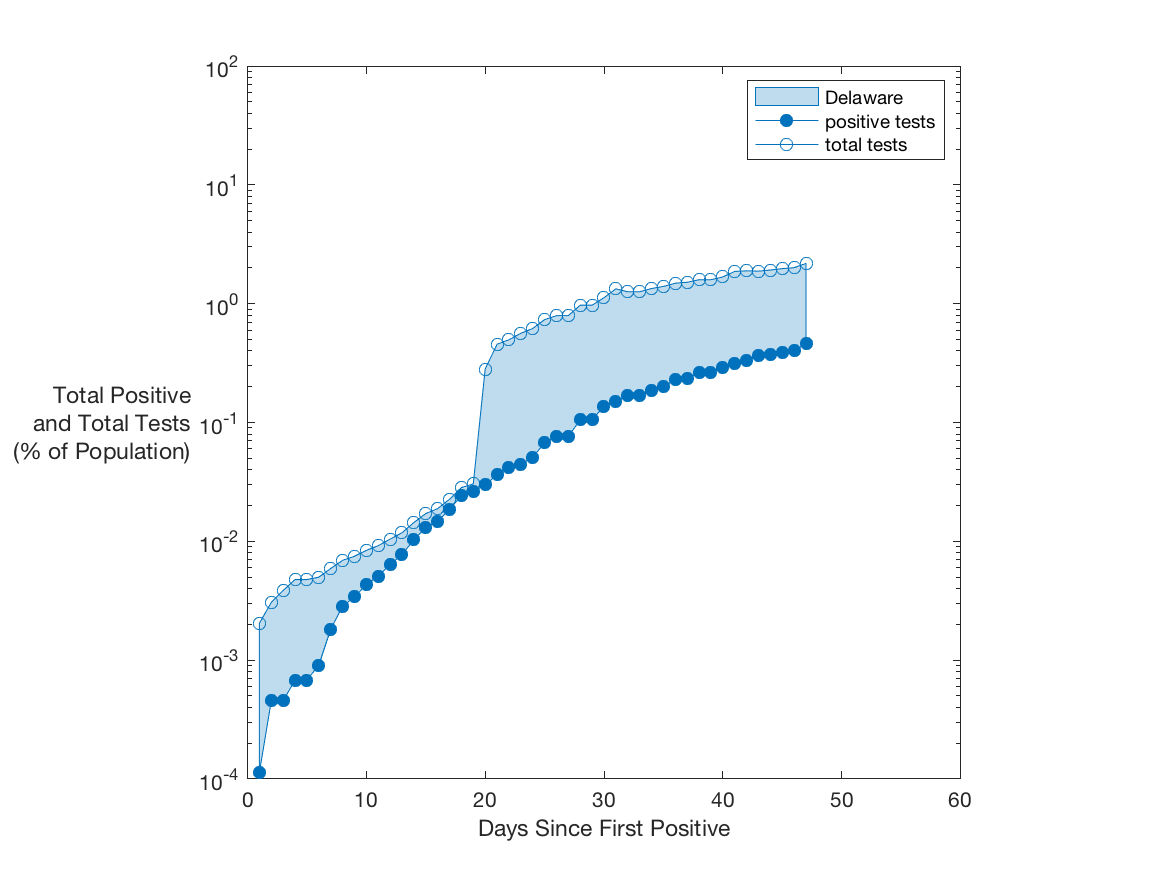 10^2
10^1
10^0
10^-1
10^-2
10^-3
10^-4
Total Positive
and Total Tests
(% of Population)
Delaware
positive tests
total tests
0 10 20 30 40 50 60
Days Since First Positive